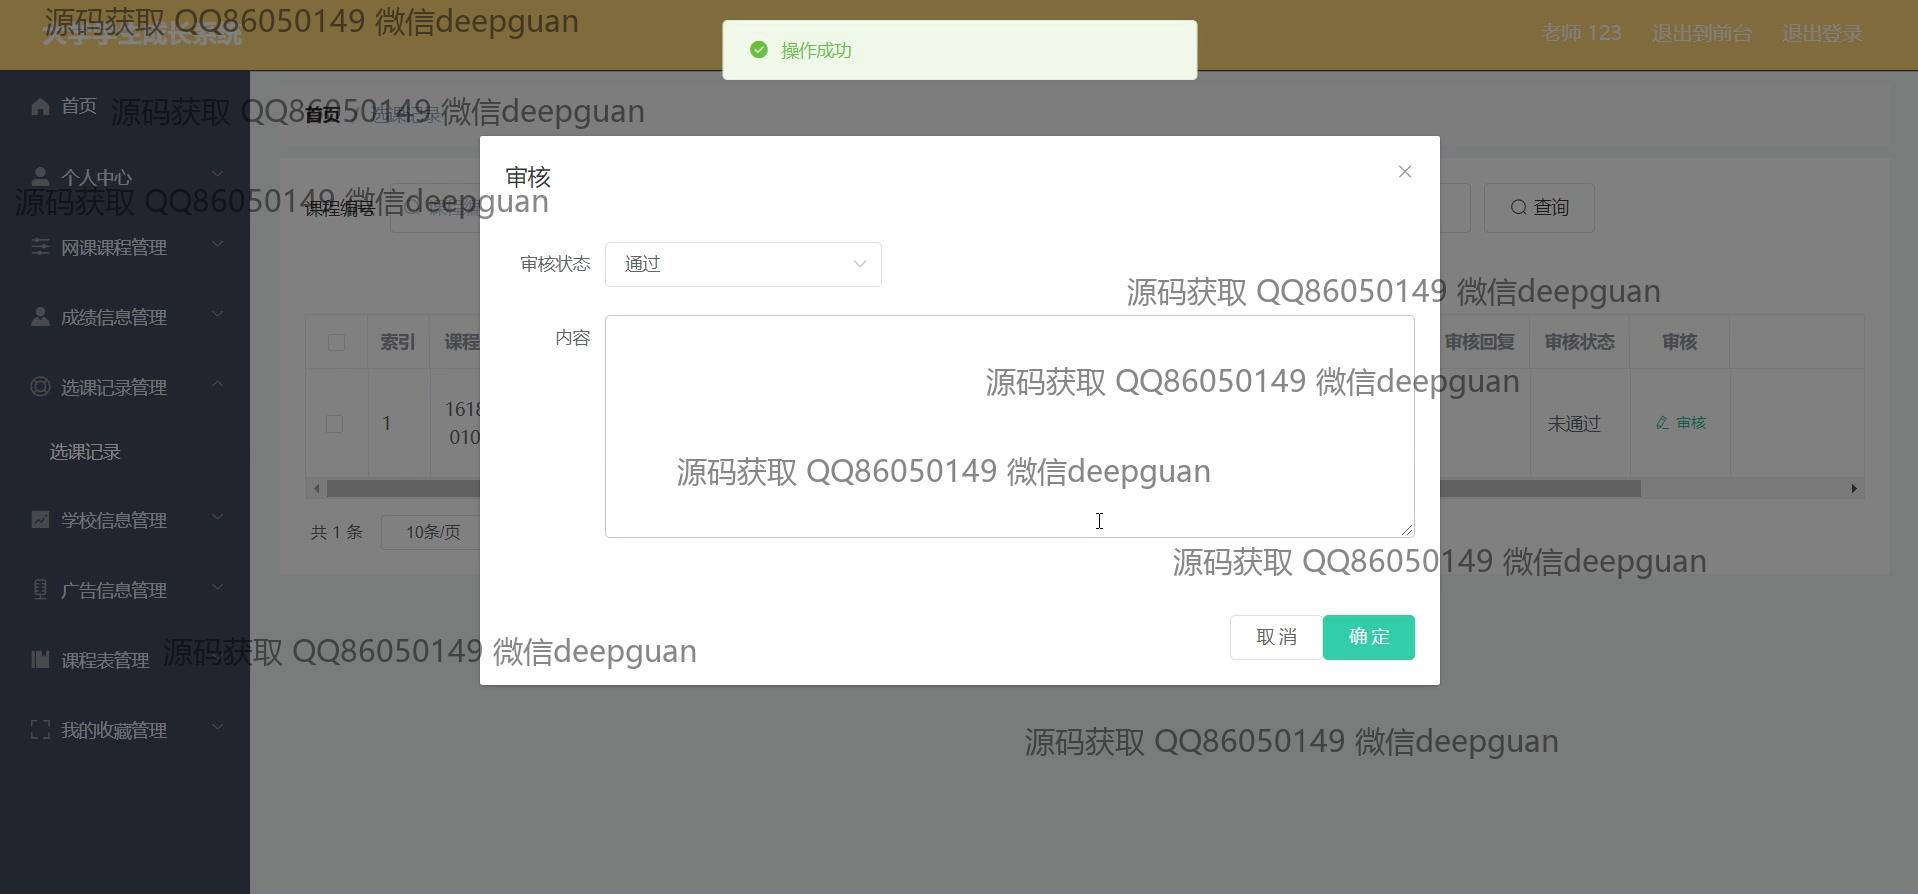 源码获取 QQ86050149 微信deepguan
大学学生成长系统
操作成功
老师 123
退出到前台
退出登录
首页
源码获取 QQ86050149 微信deepguan
首页 / 选课记录
个人中心
源码获取 QQ86050149 微信deepguan
课程编号
查询
网课课程管理
成绩信息管理
选课记录管理
选课记录
学校信息管理
广告信息管理
课程表管理
我的收藏管理
审核
审核状态
通过
内容
源码获取 QQ86050149 微信deepguan
源码获取 QQ86050149 微信deepguan
源码获取 QQ86050149 微信deepguan
源码获取 QQ86050149 微信deepguan
取消
确定
索引
课程
审核回复
审核状态
审核
1
1618
010
未通过
审核
共 1 条
10条/页
源码获取 QQ86050149 微信deepguan
源码获取 QQ86050149 微信deepguan